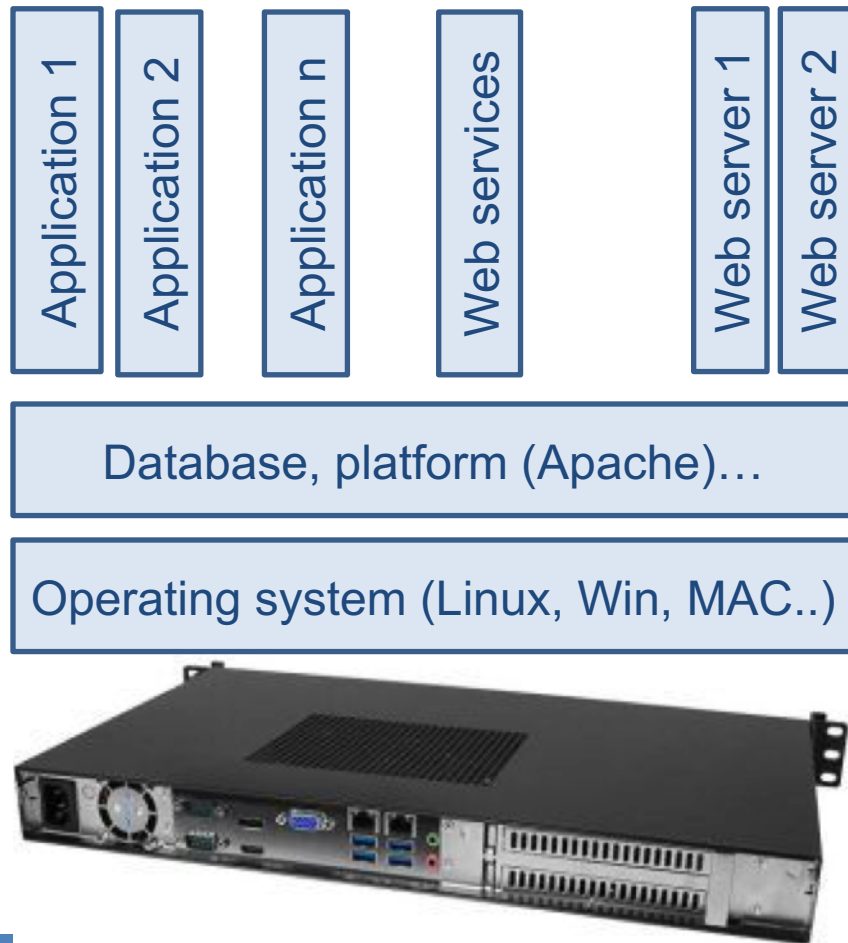 Application 1
Application 2
Application n
Web services
Web server 1
Web server 2
Database, platform (Apache)…
Operating system (Linux, Win, MAC..)